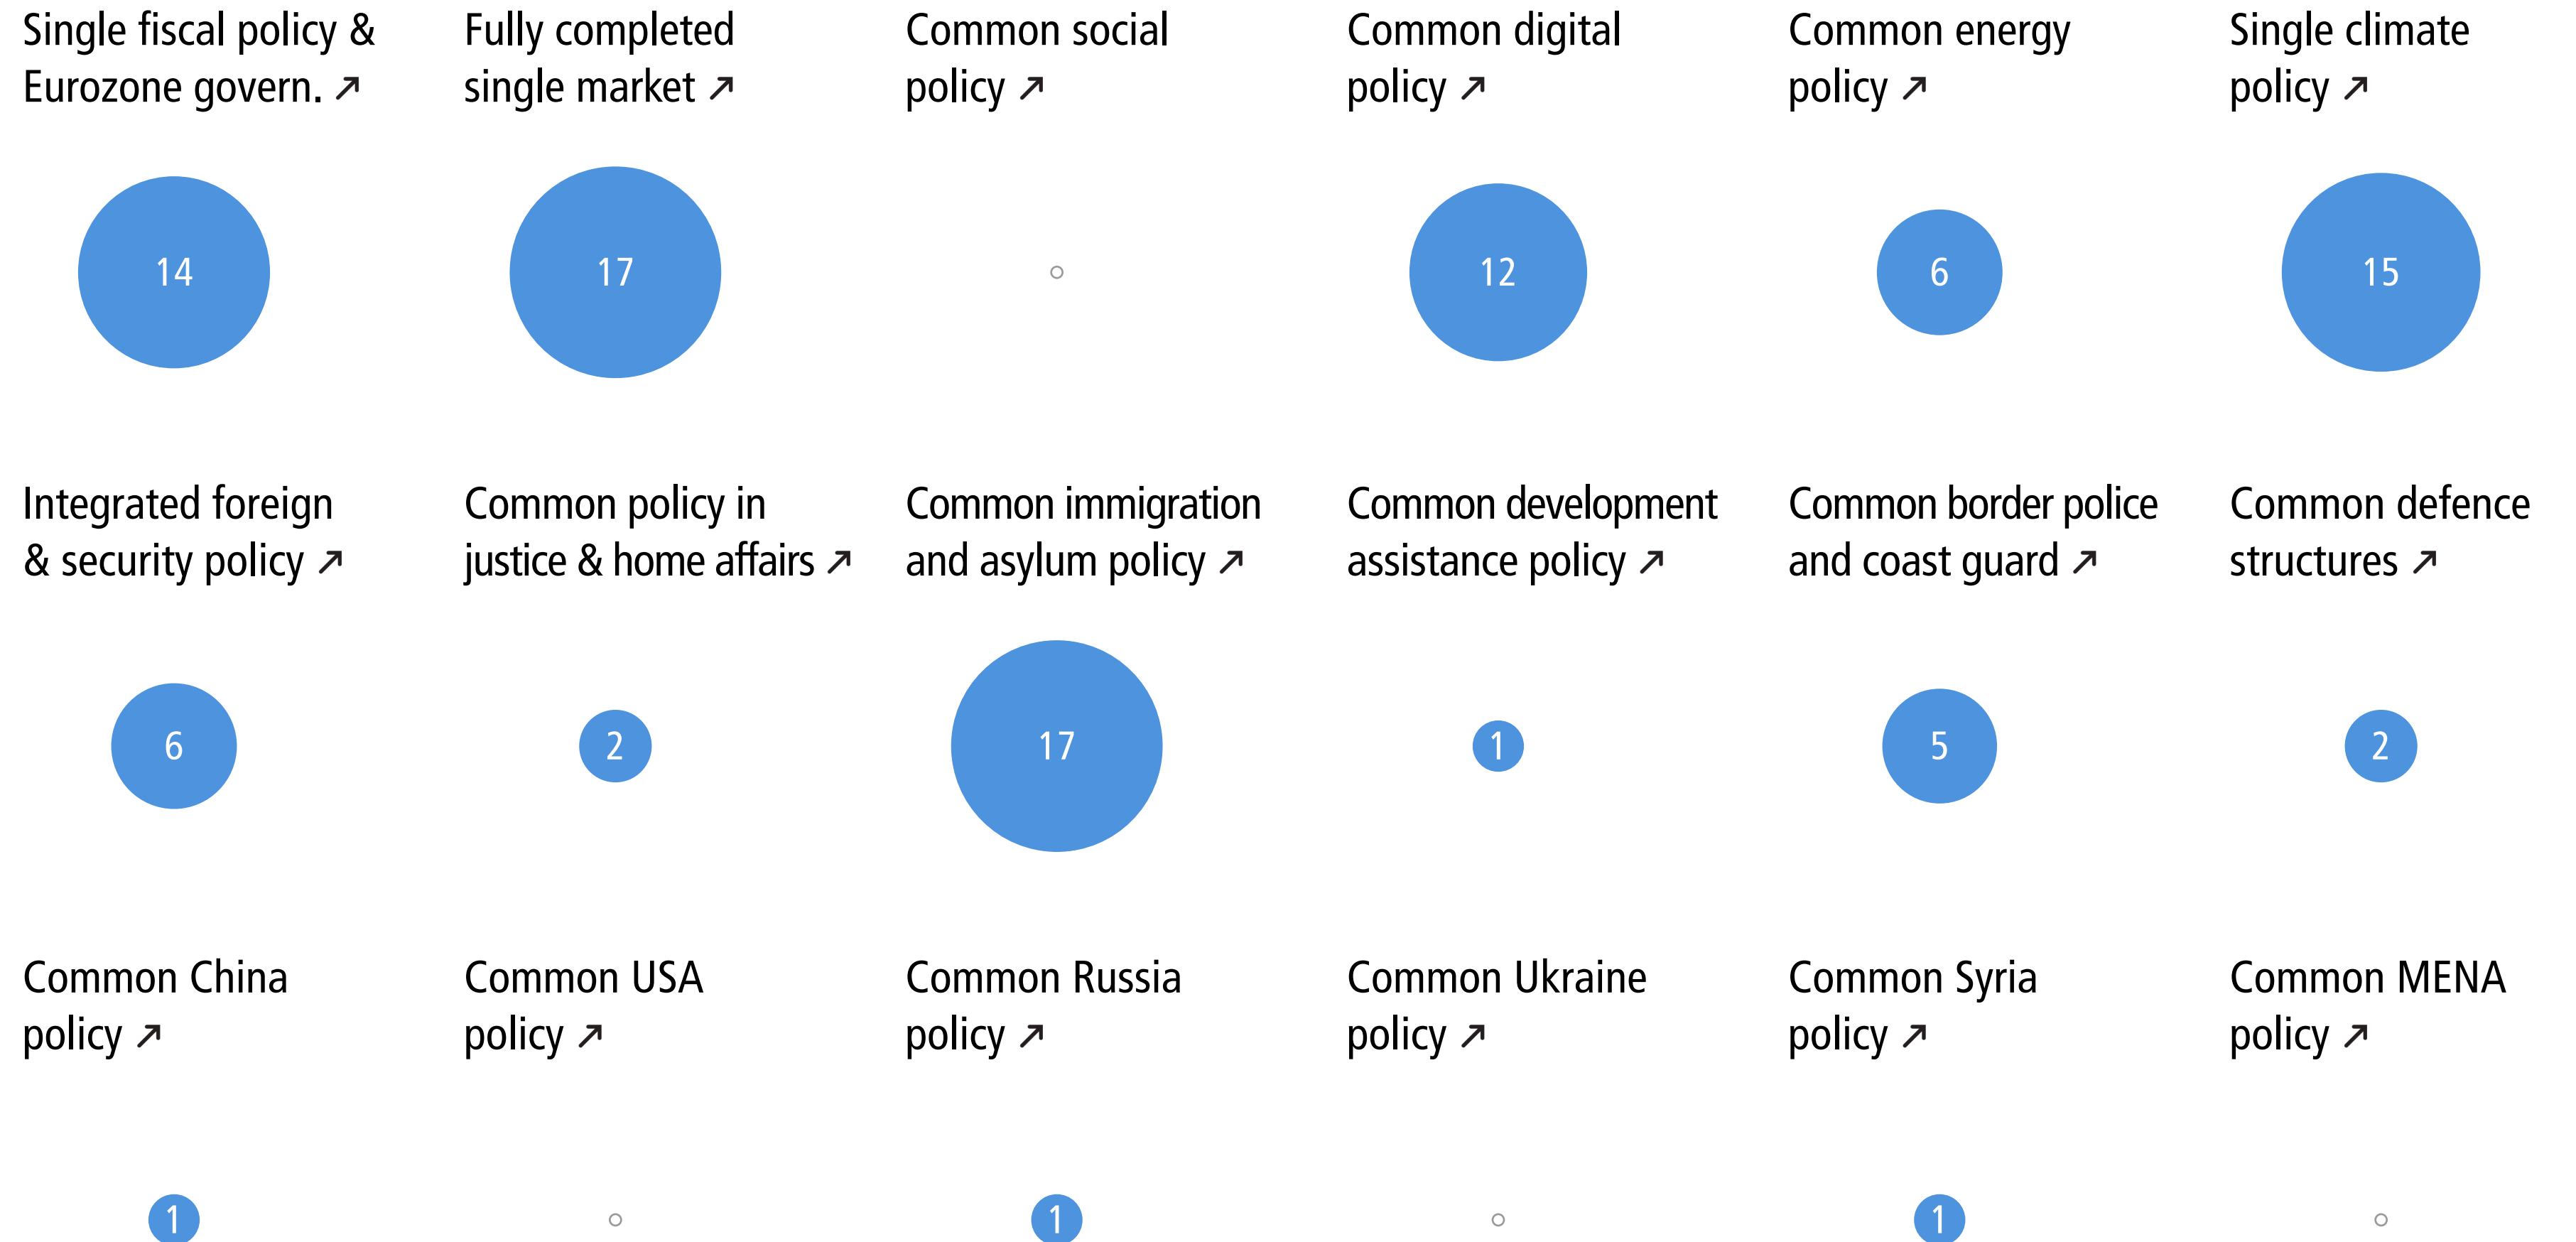 Single fiscal policy &
Eurozone govern. ↗
Fully completed
single market ↗
Common social
policy ↗
Common digital
policy ↗
Common energy
policy ↗
Single climate
policy ↗
14
17
12
6
15
Integrated foreign
& security policy ↗
Common policy in
justice & home affairs ↗
Common immigration
and asylum policy ↗
Common development
assistance policy ↗
Common border police
and coast guard ↗
Common defence
structures ↗
6
2
17
1
5
2
Common China
policy ↗
Common USA
policy ↗
Common Russia
policy ↗
Common Ukraine
policy ↗
Common Syria
policy ↗
Common MENA
policy ↗
1
1
1